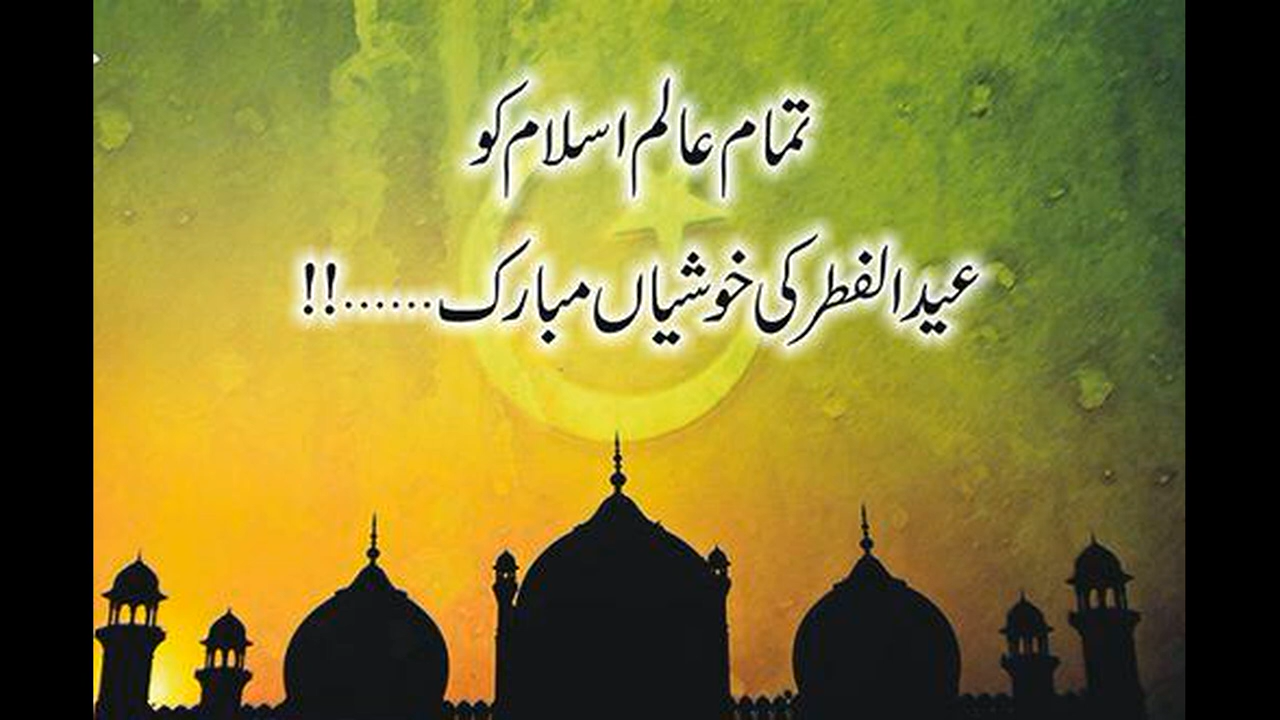 تمام عالم اسلام کو
عیدالفطر کی خوشیاں مبارک......!!